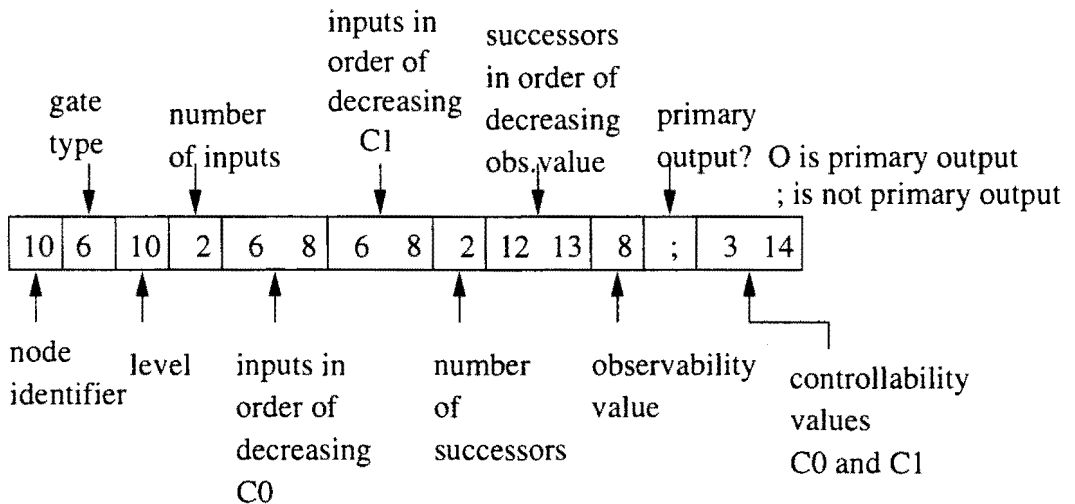 gate
type
number
of inputs
inputs in
order of
decreasing
C1
successors
in order of
decreasing
obs.value
primary
output? O is primary output
; is not primary output
10 6 10 2 6 8 6 8 2 12 13 8 ; 3 14
node
identifier
level
inputs in
order of
decreasing
C0
number
of
successors
observability
value
controllability
values
C0 and C1